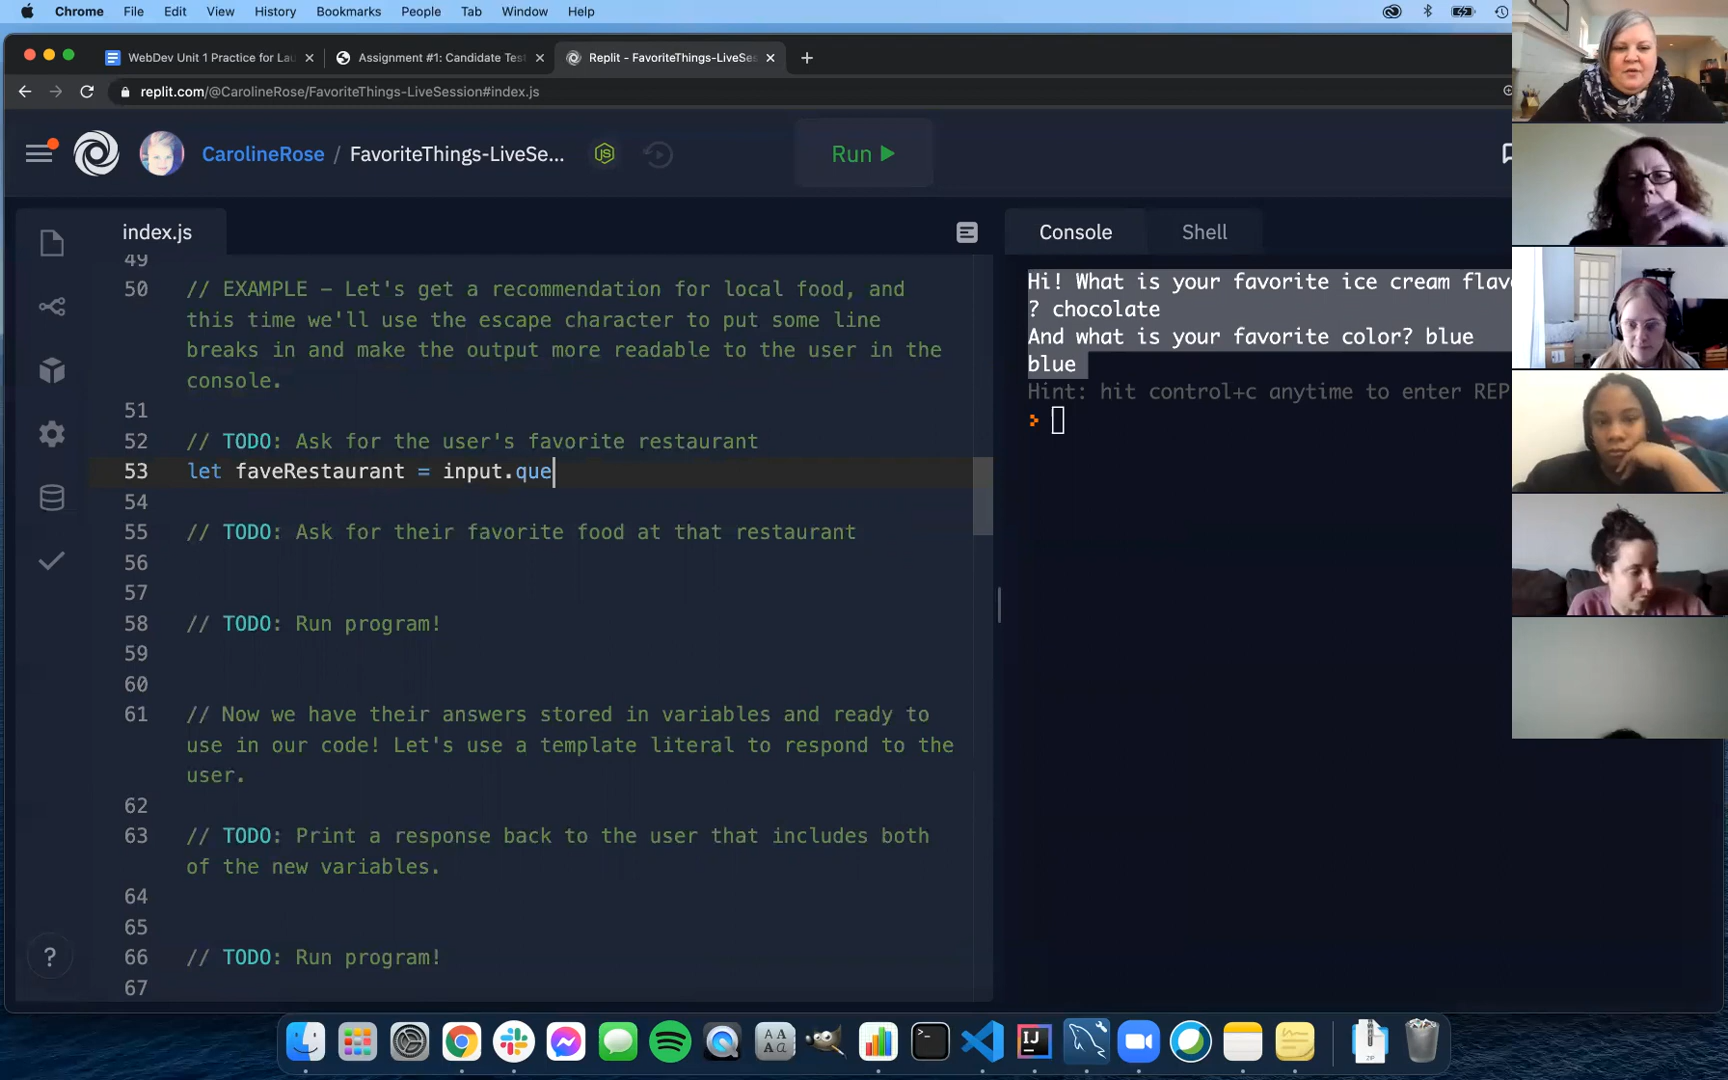 Chrome File Edit View History Bookmarks People Tab Window Help
WebDev Unit 1 Practice for Lau
Assignment #1: Candidate Test
Replit - FavoriteThings-LiveSes
replit.com/@CarolineRose/FavoriteThings-LiveSession#index.js
CarolineRose / FavoriteThings-LiveSe...
Run
index.js
49
50 // EXAMPLE - Let's get a recommendation for local food, and
this time we'll use the escape character to put some line
breaks in and make the output more readable to the user in the
console.
51
52 // TODO: Ask for the user's favorite restaurant
53 let faveRestaurant = input.que
54
55 // TODO: Ask for their favorite food at that restaurant
56
57
58 // TODO: Run program!
59
60
61 // Now we have their answers stored in variables and ready to
use in our code! Let's use a template literal to respond to the
user.
62
63 // TODO: Print a response back to the user that includes both
of the new variables.
64
65
66 // TODO: Run program!
67
Console Shell
Hi! What is your favorite ice cream flavo
? chocolate
And what is your favorite color? blue
blue
Hint: hit control+c anytime to enter REP
?
IJ
ZIP